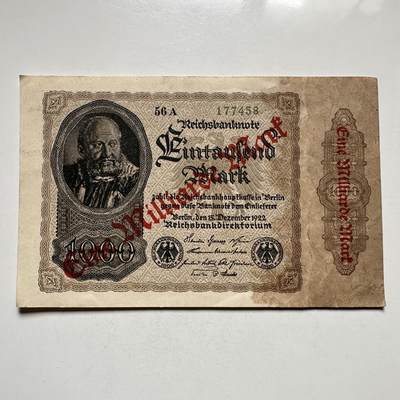 56 A 177458
Reichsbanknote
Eintausend
Mark
zahlt die Reichsbankhauptkasse in Berlin
gegen diese Banknote dem Einlieferer
Berlin, den 15. Dezember 1922
Reichsbankdirektorium
1000
Eine Milliarde Mark
Eine Milliarde Mark